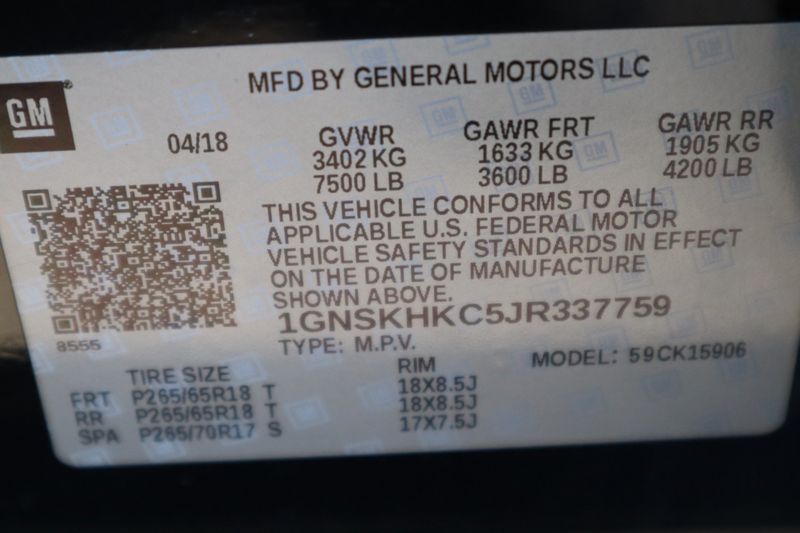 MFD BY GENERAL MOTORS LLC
GM
04/18
GVWR GAWR FRT GAWR RR
3402 KG 1633 KG 1905 KG
7500 LB 3600 LB 4200 LB
THIS VEHICLE CONFORMS TO ALL
APPLICABLE U.S. FEDERAL MOTOR
VEHICLE SAFETY STANDARDS IN EFFECT
ON THE DATE OF MANUFACTURE
SHOWN ABOVE.
1GNSKHKC5JR337759
8555
TYPE: M.P.V.
MODEL: 59CK15906
TIRE SIZE RIM
FRT P265/65R18 T 18X8.5J
RR P265/65R18 T 18X8.5J
SPA P265/70R17 S 17X7.5J